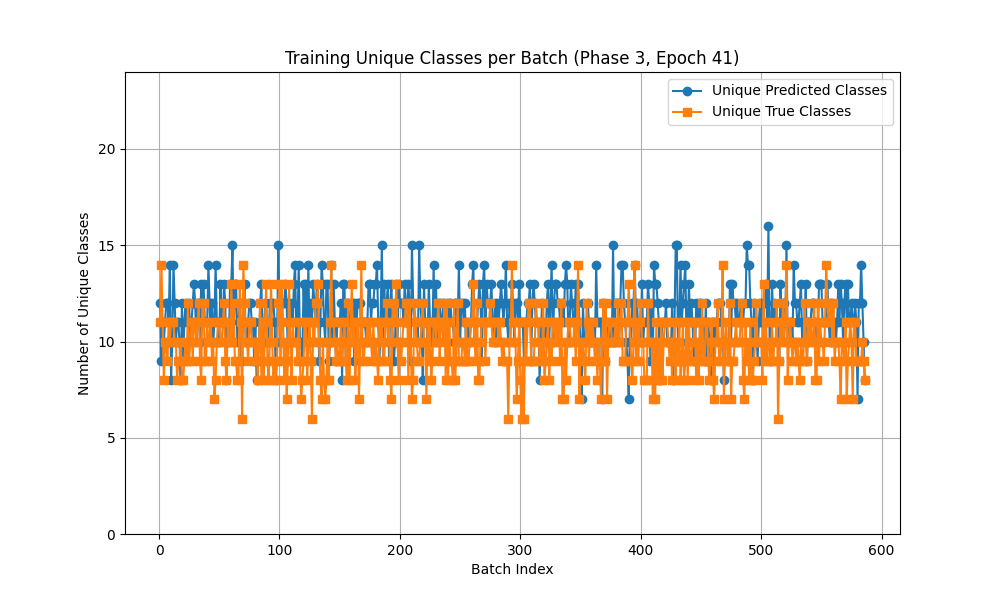 Training Unique Classes per Batch (Phase 3, Epoch 41)
Unique Predicted Classes
Unique True Classes
Number of Unique Classes
20
15
10
5
0
0 100 200 300 400 500 600
Batch Index